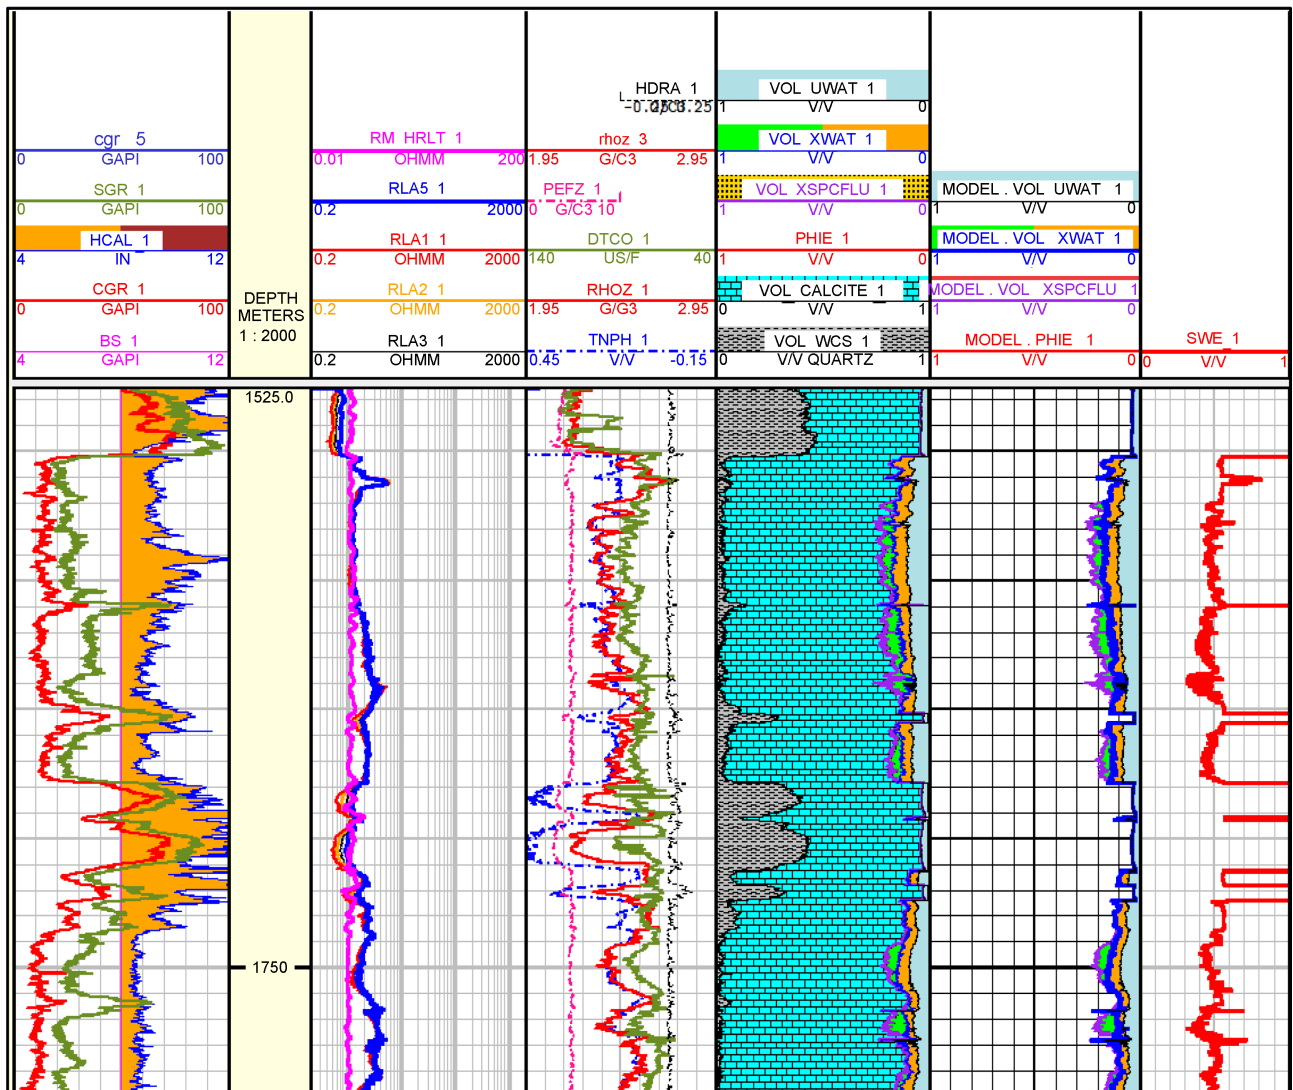 HDRA 1
1 0
VOL UWAT 1
V/V
1 0
VOL XWAT 1
V/V
cgr 5
0 GAPI 100
RM HRLT 1
0.01 OHMM 200
rhoz 3
1.95 G/C3 2.95
SGR 1
0 GAPI 100
RLA5 1
0.2 2000
PEFZ 1
0 G/C3 10
VOL XSPCFLU 1
1 V/V 0
MODEL . VOL UWAT 1
1 V/V 0
HCAL 1
4 IN 12
RLA1 1
0.2 OHMM 2000
DTCO 1
140 US/F 40
PHIE 1
1 V/V 0
MODEL . VOL XWAT 1
1 V/V 0
CGR 1
0 GAPI 100
DEPTH
METERS
1 : 2000
RLA2 1
0.2 OHMM 2000
RHOZ 1
1.95 G/G3 2.95
VOL CALCITE 1
0 V/V 1
MODEL . VOL XSPCFLU 1
1 V/V 0
BS 1
4 GAPI 12
RLA3 1
0.2 OHMM 2000
TNPH 1
0.45 V/V -0.15
VOL WCS 1
0 V/V QUARTZ 1
MODEL . PHIE 1
1 V/V 0
SWE_1
0 V/V 1
1525.0
1750